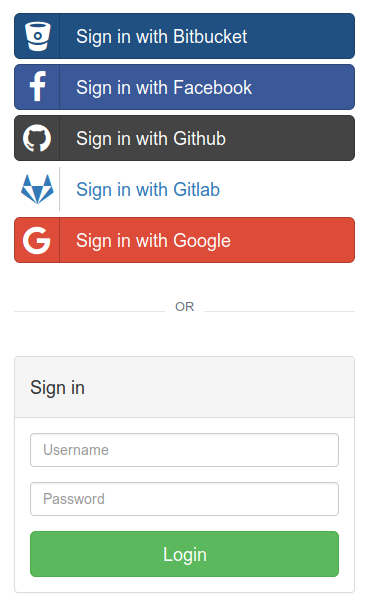 Sign in with Bitbucket
Sign in with Facebook
Sign in with Github
Sign in with Gitlab
Sign in with Google
OR
Sign in
Username
Password
Login